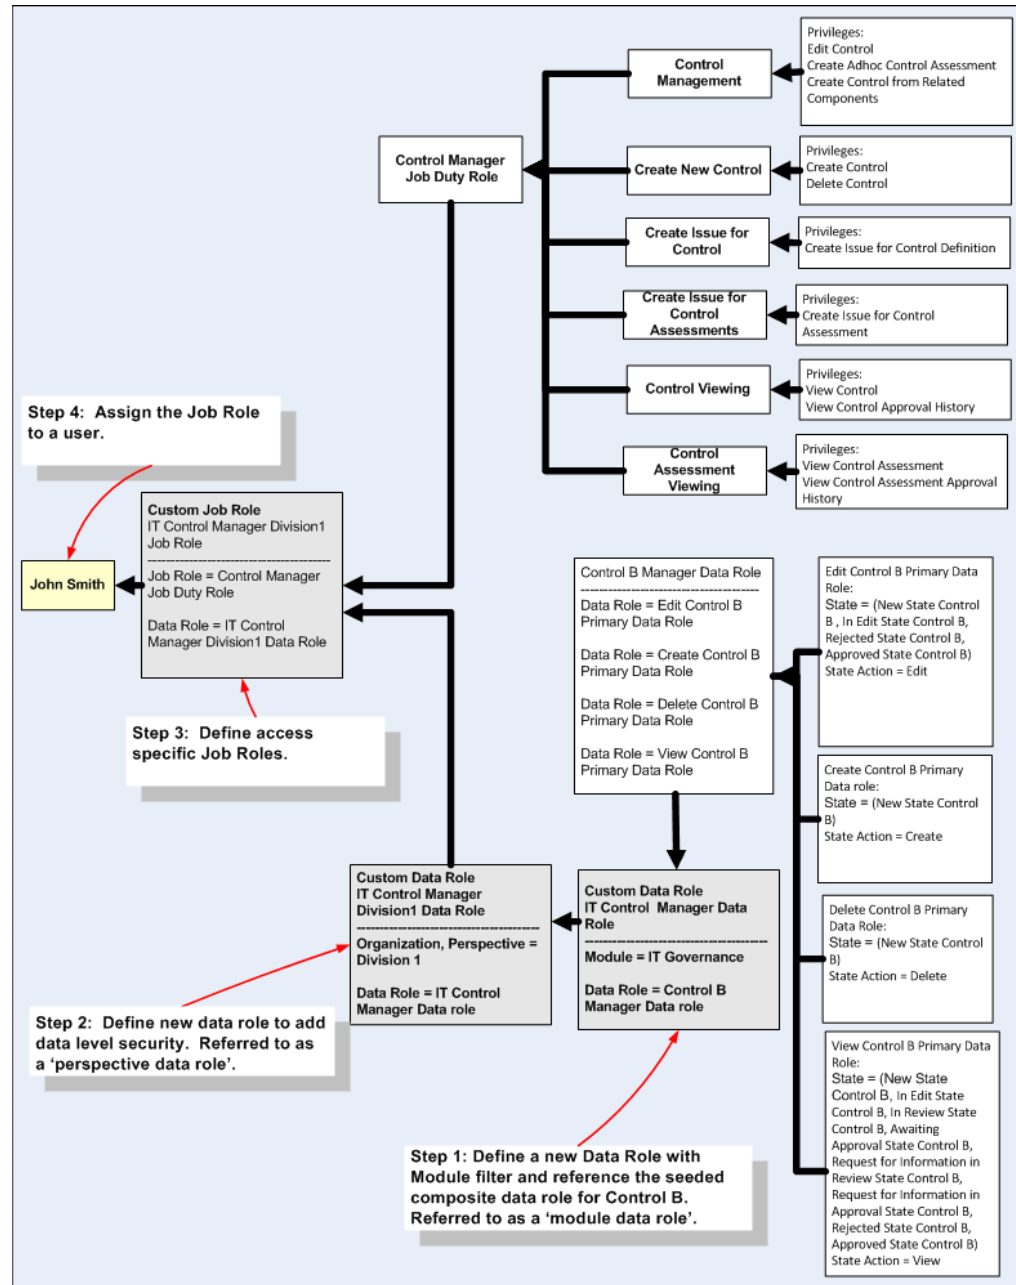 Privileges:
Edit Control
Create Adhoc Control Assessment
Create Control from Related
Components
Control
Management
Control Manager
Job Duty Role
Create New Control
Privileges:
Create Control
Delete Control
Create Issue for
Control
Privileges:
Create Issue for Control Definition
Create Issue for
Control
Assessments
Privileges:
Create Issue for Control
Assessment
Control Viewing
Privileges:
View Control
View Control Approval History
Control
Assessment
Viewing
Privileges:
View Control Assessment
View Control Assessment Approval
History
Step 4:  Assign the Job Role
to a user.
Custom Job Role
IT Control Manager Division1
Job Role
----------------------------------------
Job Role = Control Manager
Job Duty Role
Data Role = IT Control
Manager Division1 Data Role
John Smith
Step 3:  Define access
specific Job Roles.
Control B Manager Data Role
----------------------------------------
Data Role = Edit Control B
Primary Data Role
Data Role = Create Control B
Primary Data Role
Data Role = Delete Control B
Primary Data Role
Data Role = View Control B
Primary Data Role
Edit Control B Primary Data
Role:
State = (New State Control
B , In Edit State Control B,
Rejected State Control B,
Approved State Control B)
State Action = Edit
Create Control B Primary
Data role:
State = (New State Control
B)
State Action = Create
Delete Control B Primary
Data Role:
State = (New State Control
B)
State Action = Delete
View Control B Primary Data
Role:
State = (New State
Control B, In Edit State
Control B, In Review State
Control B, Awaiting
Approval State Control B,
Request for Information in
Review State Control B,
Request for Information in
Approval State Control B,
Rejected State Control B,
Approved State Control B)
State Action = View
Custom Data Role
IT Control Manager
Division1 Data Role
----------------------------------------
Organization, Perspective =
Division 1
Data Role = IT Control
Manager Data role
Custom Data Role
IT Control  Manager Data
Role
----------------------------------------
Module = IT Governance
Data Role = Control B
Manager Data role
Step 2:  Define new data role to add
data level security.  Referred to as
a ‘perspective data role’.
Step 1: Define a new Data Role with
Module filter and reference the seeded
composite data role for Control B.
Referred to as a ‘module data role’.